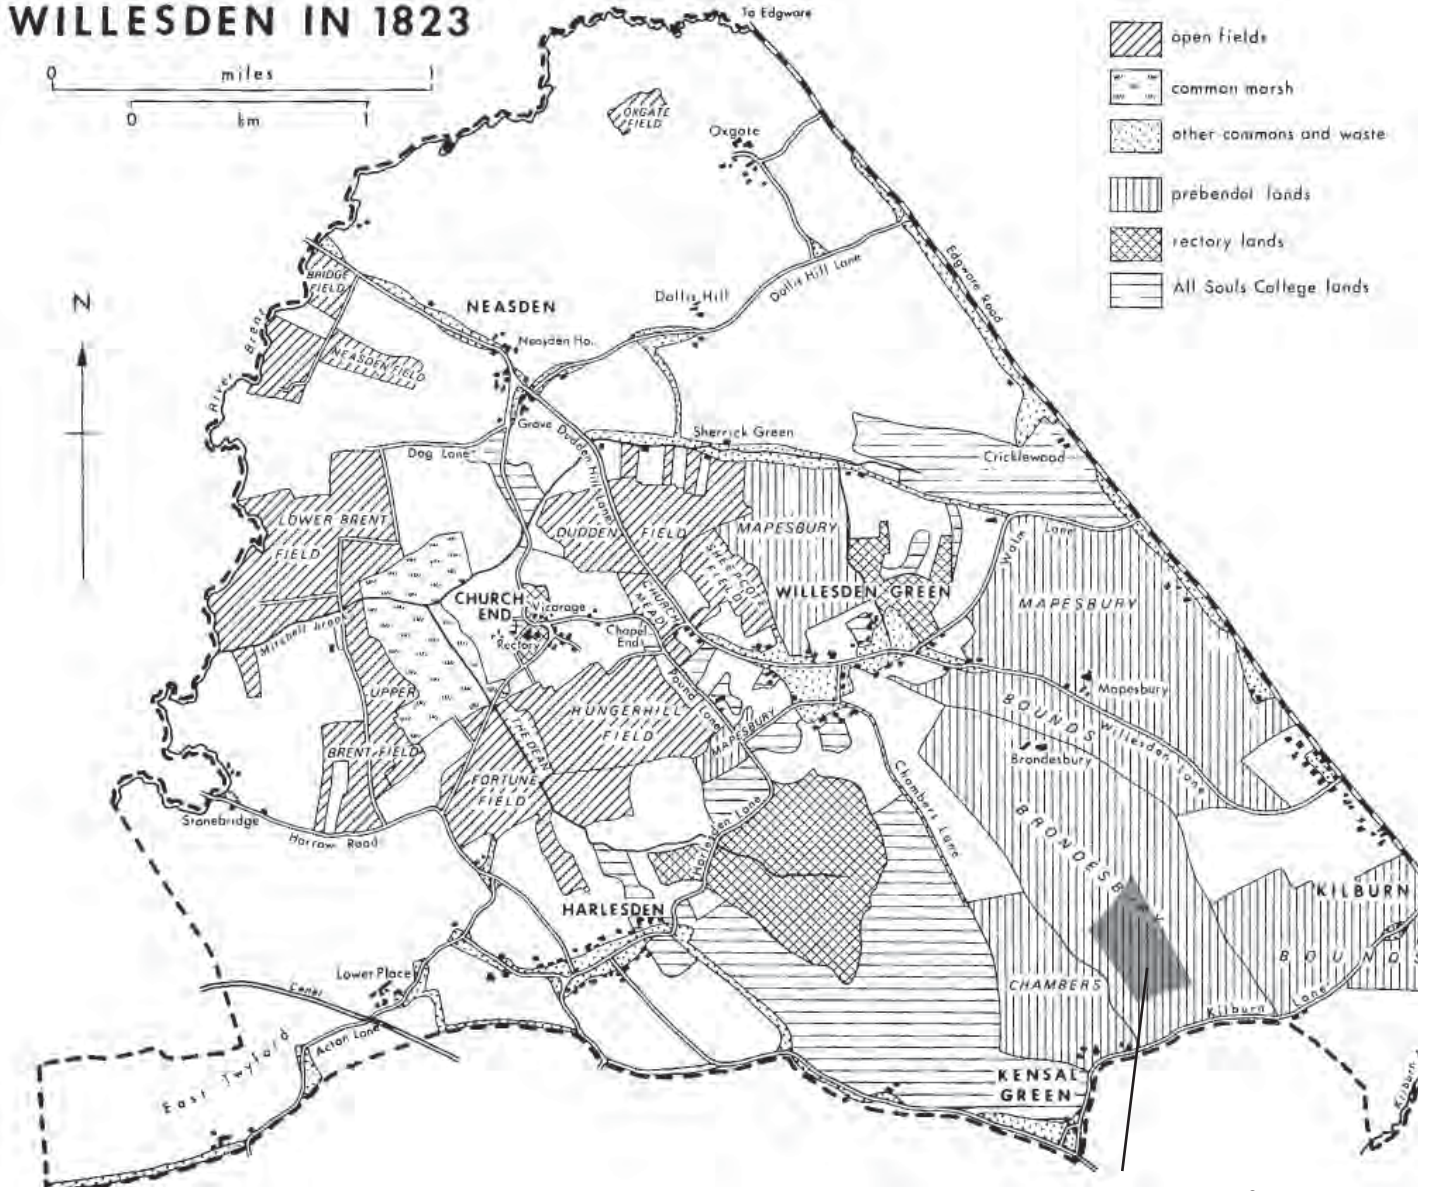 WILLESDEN IN 1823
0 miles 1
0 km 1
open fields
common marsh
other commons and waste
prebendal lands
rectory lands
All Souls College lands
N
To Edgware
OXGATE
FIELD
Oxgate
Edgware Road
Dollis Hill Lane
Dollis Hill
BRIDGE
FIELD
NEASDEN
Neasden Ho.
River Brent
NEASDEN FIELD
Grove
Dudden Hill Lane
Sherrick Green
Dog Lane
Cricklewood
LOWER BRENT
FIELD
DUDDEN FIELD
MAPESBURY
Walm Lane
SHEEPCOTE
FIELD
CHURCH
END
Vicarage
Rectory
CHURCH
MEAD
Chapel
End
WILLESDEN GREEN
MAPESBURY
Mitchell brook
UPPER
BRENT FIELD
HUNGERHILL
FIELD
THE DEAN
Pound Lane
MAPESBURY
Mapesbury
BOUNDS
Willesden Lane
Brondesbury
FORTUNE
FIELD
Chambers Lane
BRONDESBURY
Stonebridge
Harrow Road
Harlesden Lane
HARLESDEN
KILBURN
BOUNDS
Lower Place
Canal
Acton Lane
CHAMBERS
Kilburn Lane
East Twyford
KENSAL
GREEN
Kilburn